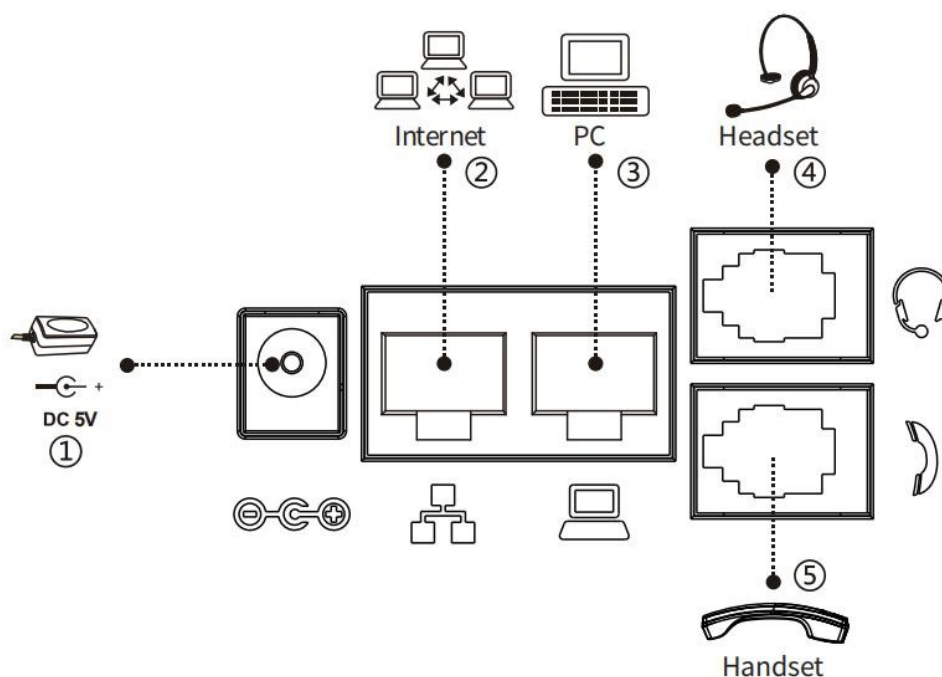 Internet
PC
Headset
②
③
④
+
DC 5V
①
⑤
Handset